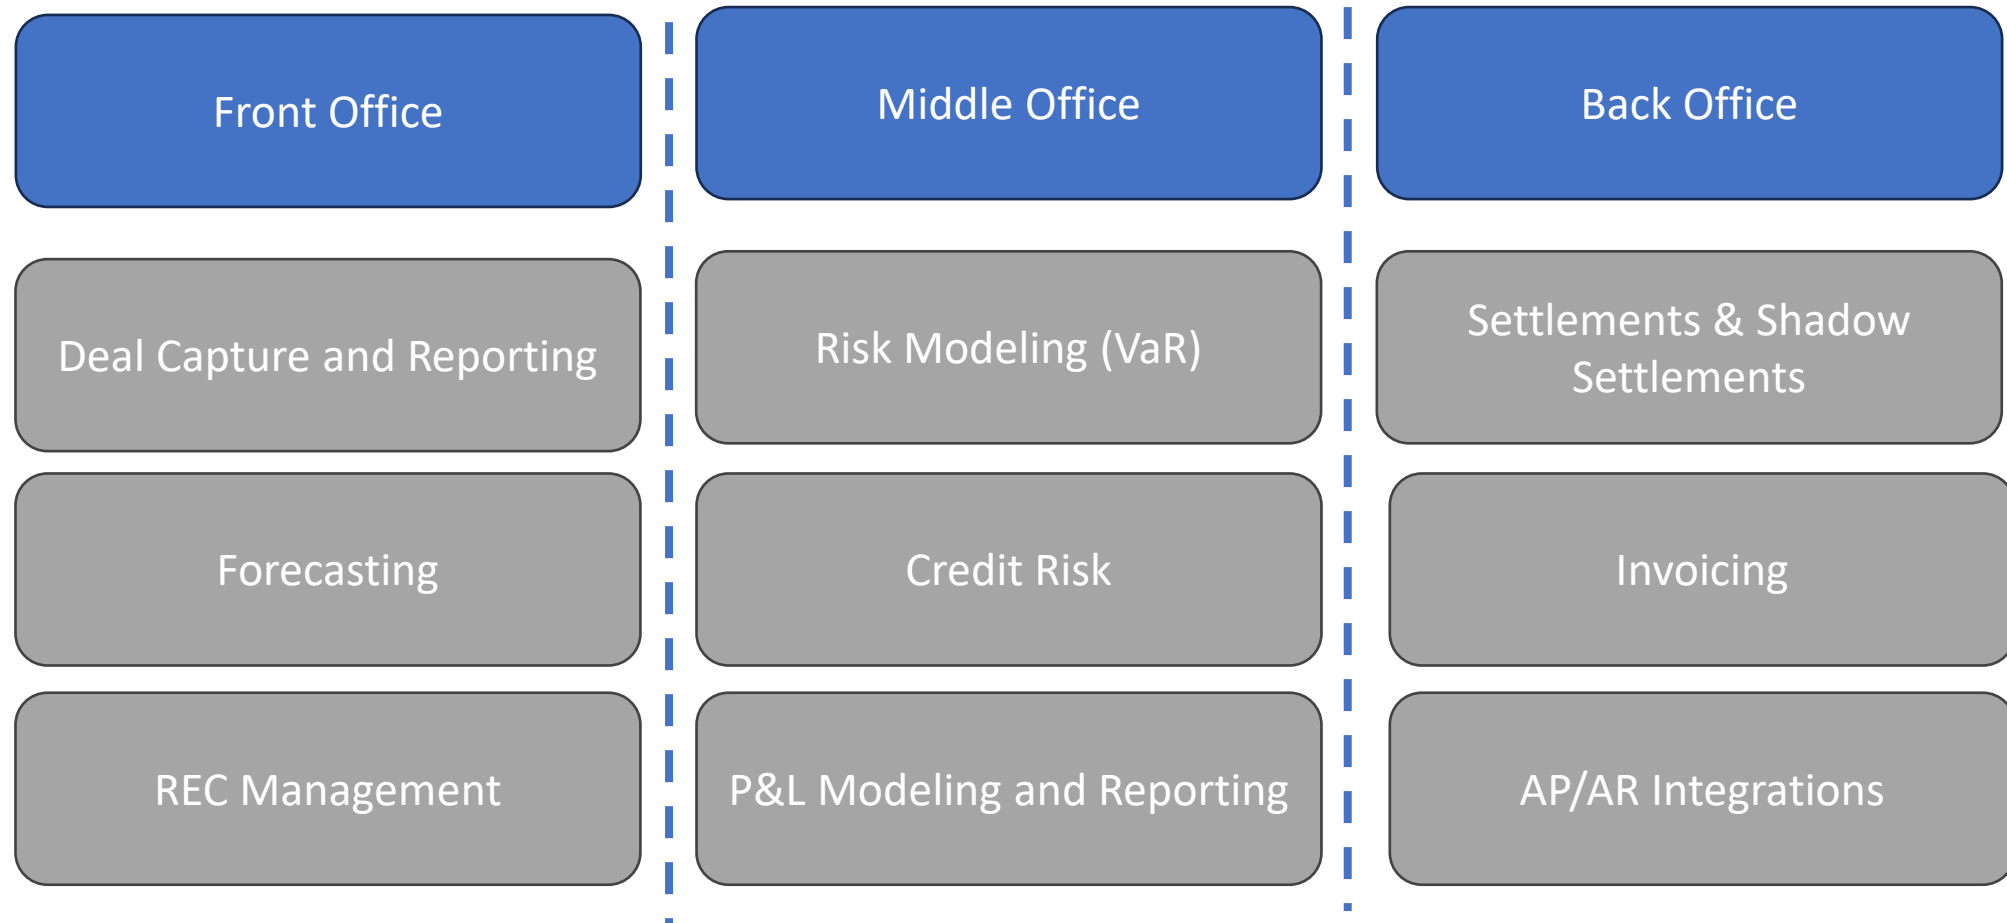 Front Office
Middle Office
Back Office
Deal Capture and Reporting
Risk Modeling (VaR)
Settlements & Shadow
Settlements
Forecasting
Credit Risk
Invoicing
REC Management
P&L Modeling and Reporting
AP/AR Integrations